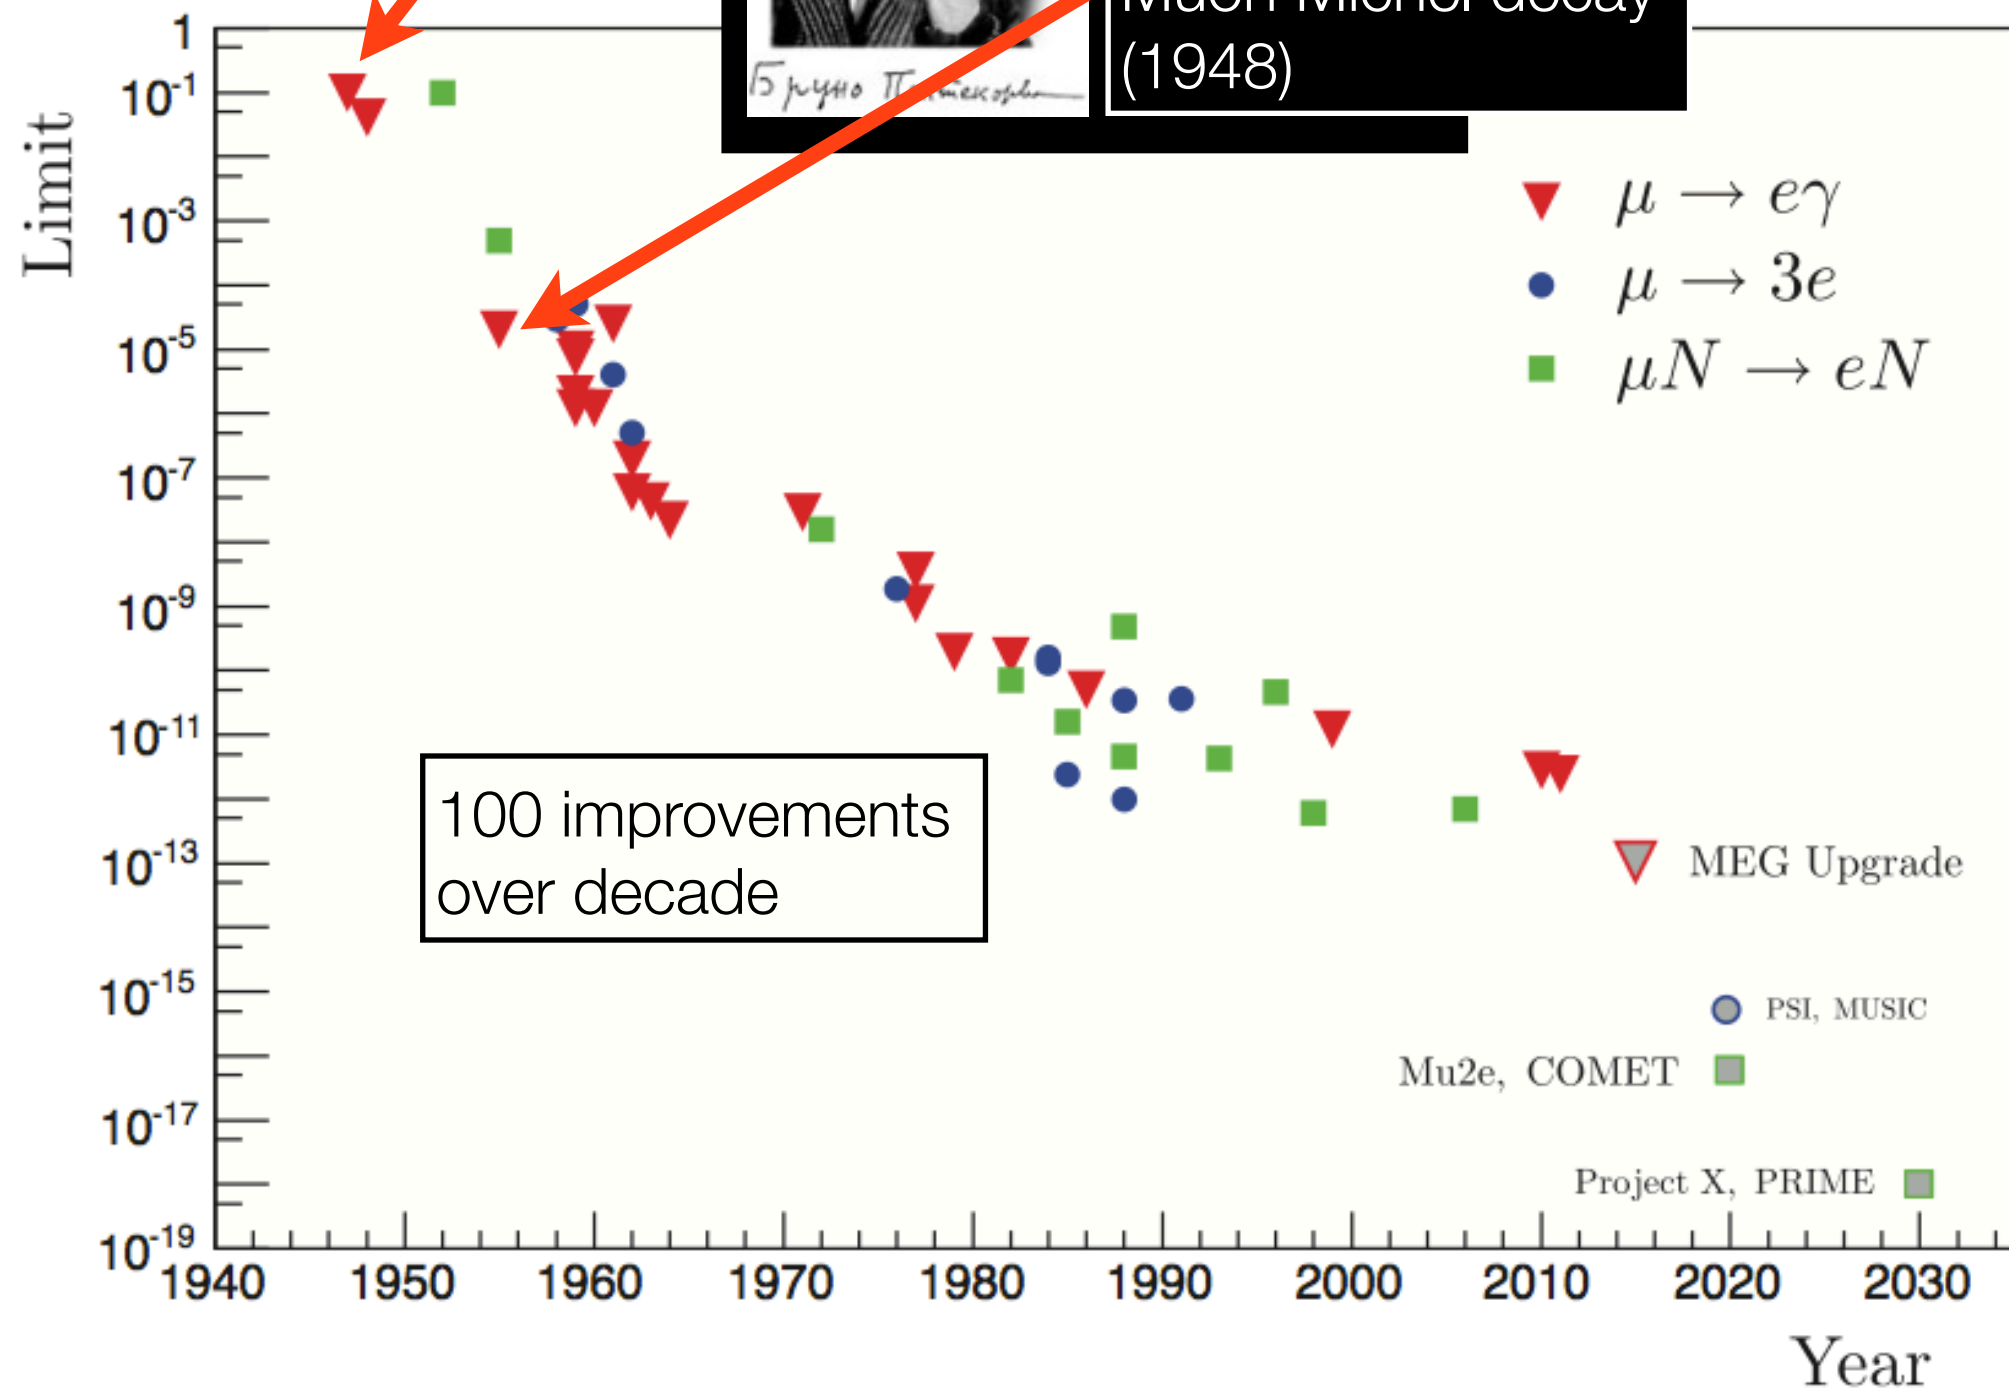 (1948)
Бруно Понтекорво
Limit
1
10-1
10-3
10-5
10-7
10-9
10-11
10-13
10-15
10-17
10-19
μ → eγ
μ → 3e
μN → eN
100 improvements
over decade
MEG Upgrade
PSI, MUSIC
Mu2e, COMET
Project X, PRIME
1940 1950 1960 1970 1980 1990 2000 2010 2020 2030
Year